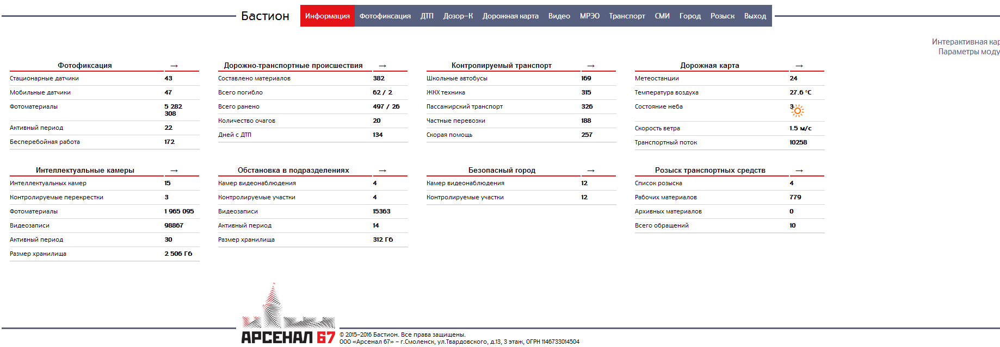 Бастион
Информация Фотофиксация ДТП Дозор-К Дорожная карта Видео МРЭО Транспорт СМИ Город Розыск Выход
Интерактивная кар
Параметры моду
Фотофиксация →
Стационарные датчики 43
Мобильные датчики 47
Фотоматериалы 5 282
308
Активный период 22
Бесперебойная работа 172
Дорожно-транспортные происшествия →
Составлено материалов 382
Всего погибло 62 / 2
Всего ранено 497 / 26
Количество очагов 20
Дней с ДТП 134
Контролируемый транспорт →
Школьные автобусы 169
ЖКХ техника 315
Пассажирский транспорт 326
Частные перевозки 188
Скорая помощь 257
Дорожная карта →
Метеостанции 24
Температура воздуха 27.6 °C
Состояние неба 3
Скорость ветра 1.5 м/с
Транспортный поток 10258
Интеллектуальные камеры →
Интеллектуальных камер 15
Контролируемые перекрестки 3
Фотоматериалы 1 965 095
Видеозаписи 98867
Активный период 30
Размер хранилища 2 506 Гб
Обстановка в подразделениях →
Камер видеонаблюдения 4
Контролируемые участки 4
Видеозаписи 15363
Активный период 14
Размер хранилища 312 Гб
Безопасный город →
Камер видеонаблюдения 12
Контролируемые участки 12
Розыск транспортных средств →
Список розыска 4
Рабочих материалов 779
Архивных материалов 0
Всего обращений 10
АРСЕНАЛ 67
© 2015-2016 Бастион. Все права защищены.
ООО «Арсенал 67» - г.Смоленск, ул.Твардовского, д.13, 3 этаж, ОГРН 1146733014504